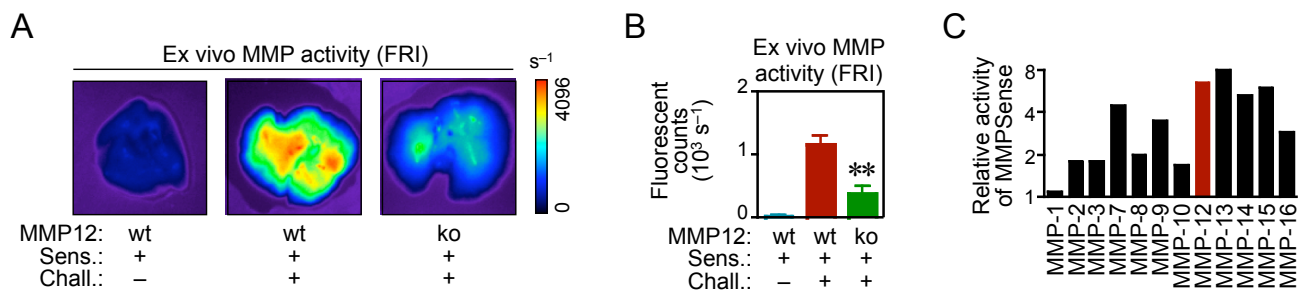 A
Ex vivo MMP activity (FRI)
s–1
4096
0
MMP12: wt wt ko
Sens.: + + +
Chall.: – + +
B
Ex vivo MMP
activity (FRI)
Fluorescent
counts
(10³ s⁻¹)
2
1
0
**
MMP12: wt wt ko
Sens.: + + +
Chall.: – + +
C
Relative activity
of MMPSense
8
4
2
1
MMP-1
MMP-2
MMP-3
MMP-7
MMP-8
MMP-9
MMP-10
MMP-12
MMP-13
MMP-14
MMP-15
MMP-16